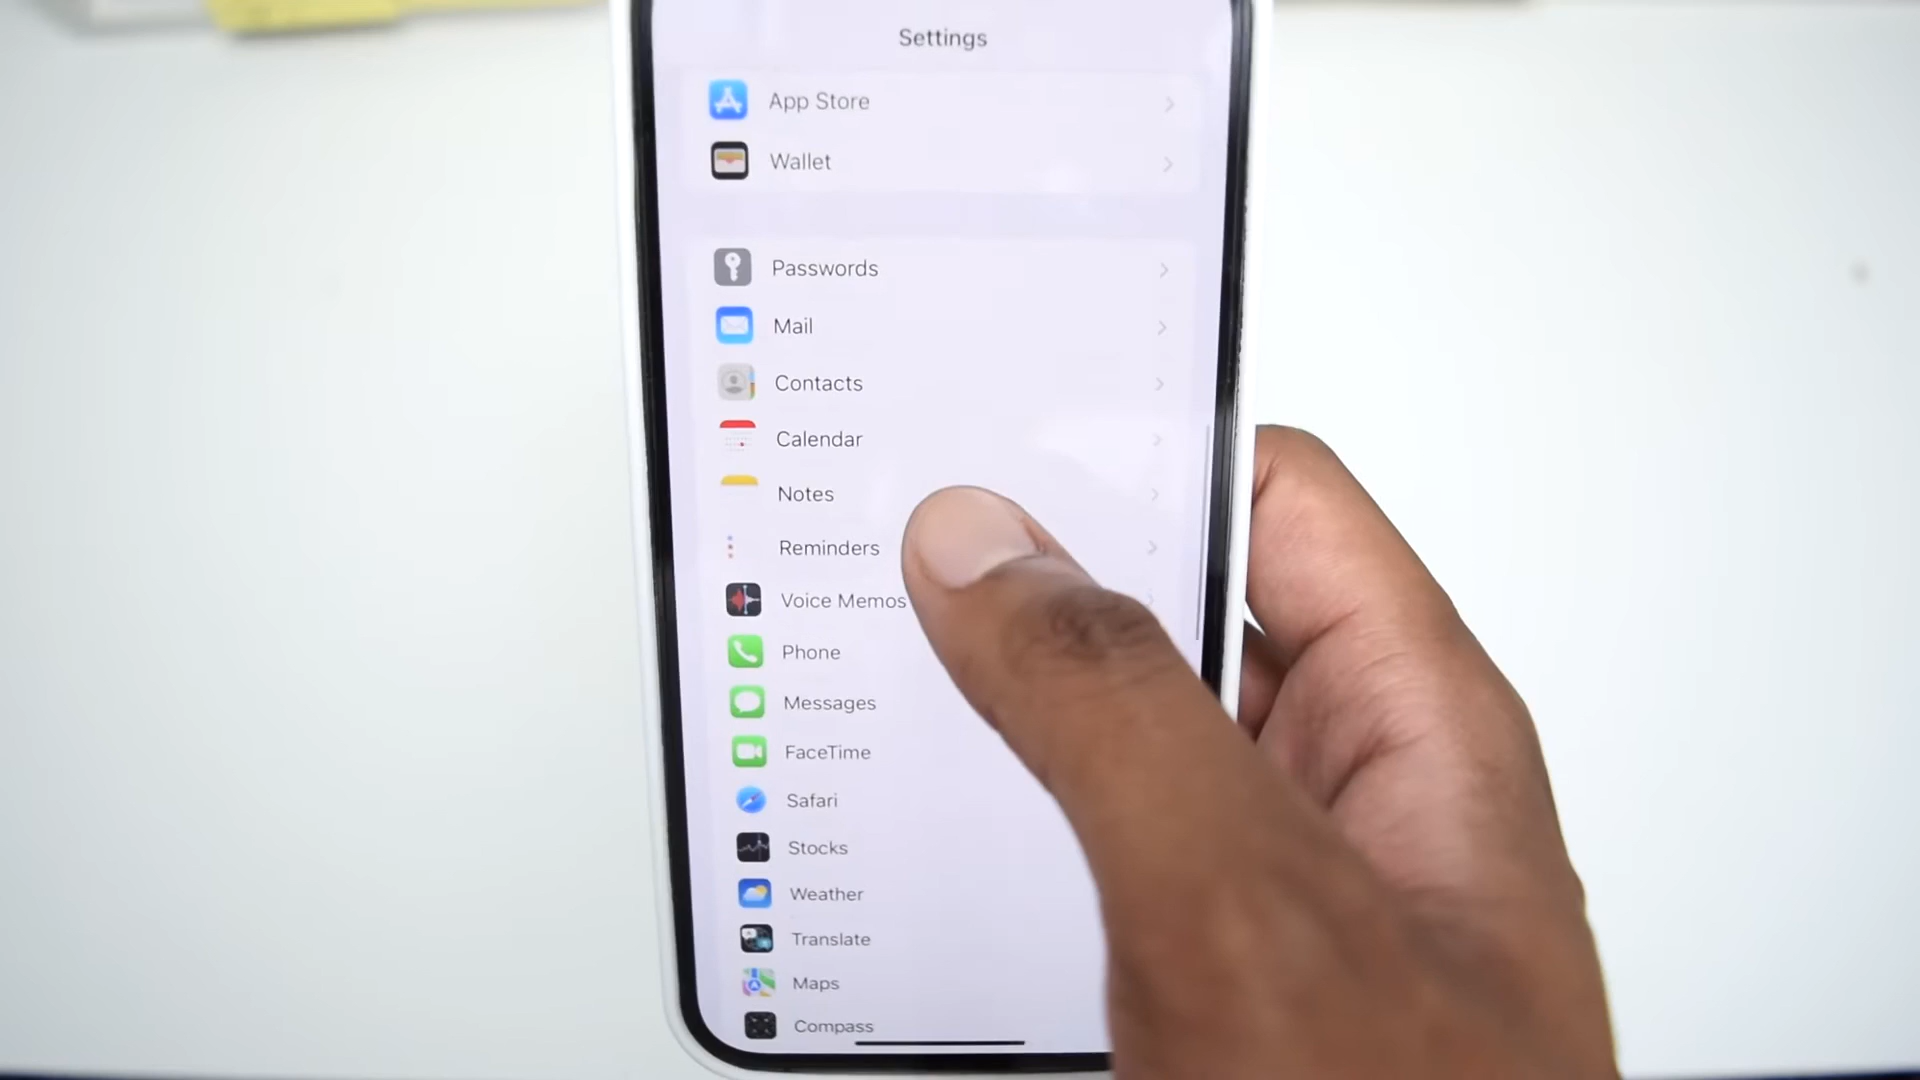 Settings
App Store
Wallet
Passwords
Mail
Contacts
Calendar
Notes
Reminders
Voice Memos
Phone
Messages
FaceTime
Safari
Stocks
Weather
Translate
Maps
Compass